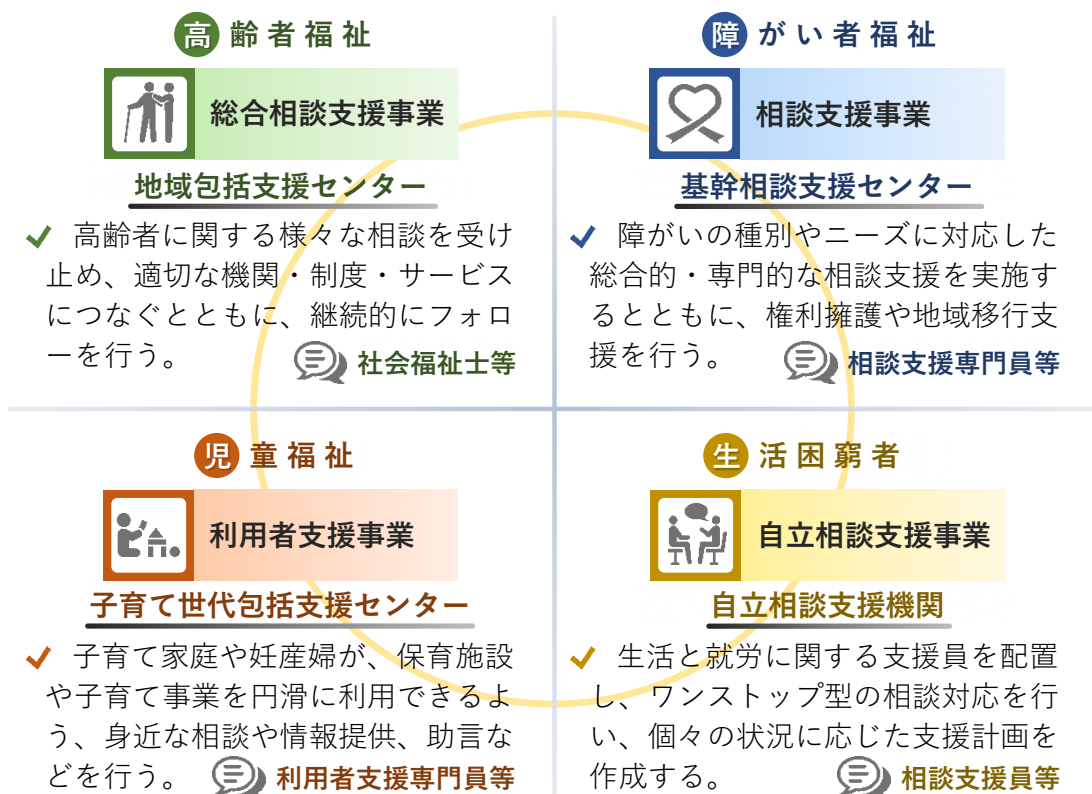 高齢者福祉
総合相談支援事業
地域包括支援センター
高齢者に関する様々な相談を受け
止め、適切な機関・制度・サービス
につなぐとともに、継続的にフォロ
ーを行う。
社会福祉士等
障がい者福祉
相談支援事業
基幹相談支援センター
障がいの種別やニーズに対応した
総合的・専門的な相談支援を実施す
るとともに、権利擁護や地域移行支
援を行う。
相談支援専門員等
児童福祉
利用者支援事業
子育て世代包括支援センター
子育て家庭や妊産婦が、保育施設
や子育て事業を円滑に利用できるよ
う、身近な相談や情報提供、助言な
どを行う。
利用者支援専門員等
生活困窮者
自立相談支援事業
自立相談支援機関
生活と就労に関する支援員を配置
し、ワンストップ型の相談対応を行
い、個々の状況に応じた支援計画を
作成する。
相談支援員等